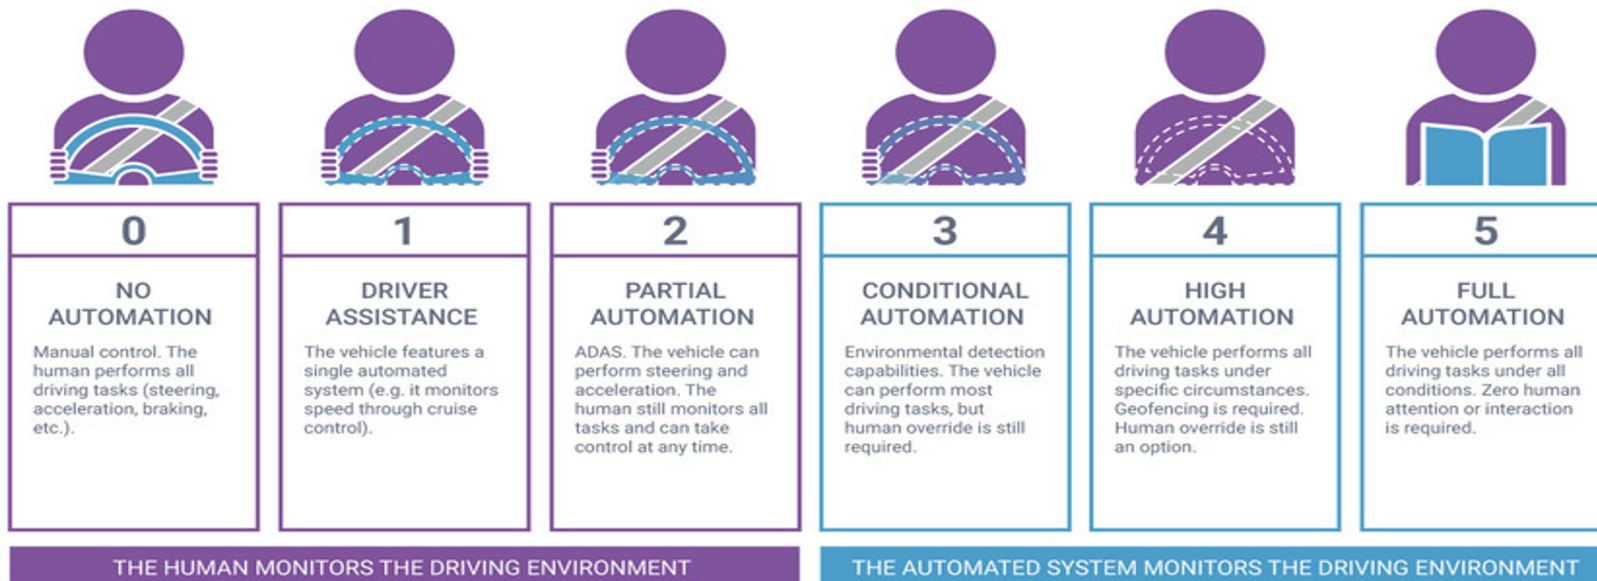 0
NO
AUTOMATION
Manual control. The
human performs all
driving tasks (steering,
acceleration, braking,
etc.).
1
DRIVER
ASSISTANCE
The vehicle features a
single automated
system (e.g. it monitors
speed through cruise
control).
2
PARTIAL
AUTOMATION
ADAS. The vehicle can
perform steering and
acceleration. The
human still monitors all
tasks and can take
control at any time.
3
CONDITIONAL
AUTOMATION
Environmental detection
capabilities. The vehicle
can perform most
driving tasks, but
human override is still
required.
4
HIGH
AUTOMATION
The vehicle performs all
driving tasks under
specific circumstances.
Geofencing is required.
Human override is still
an option.
5
FULL
AUTOMATION
The vehicle performs all
driving tasks under all
conditions. Zero human
attention or interaction
is required.
THE HUMAN MONITORS THE DRIVING ENVIRONMENT
THE AUTOMATED SYSTEM MONITORS THE DRIVING ENVIRONMENT